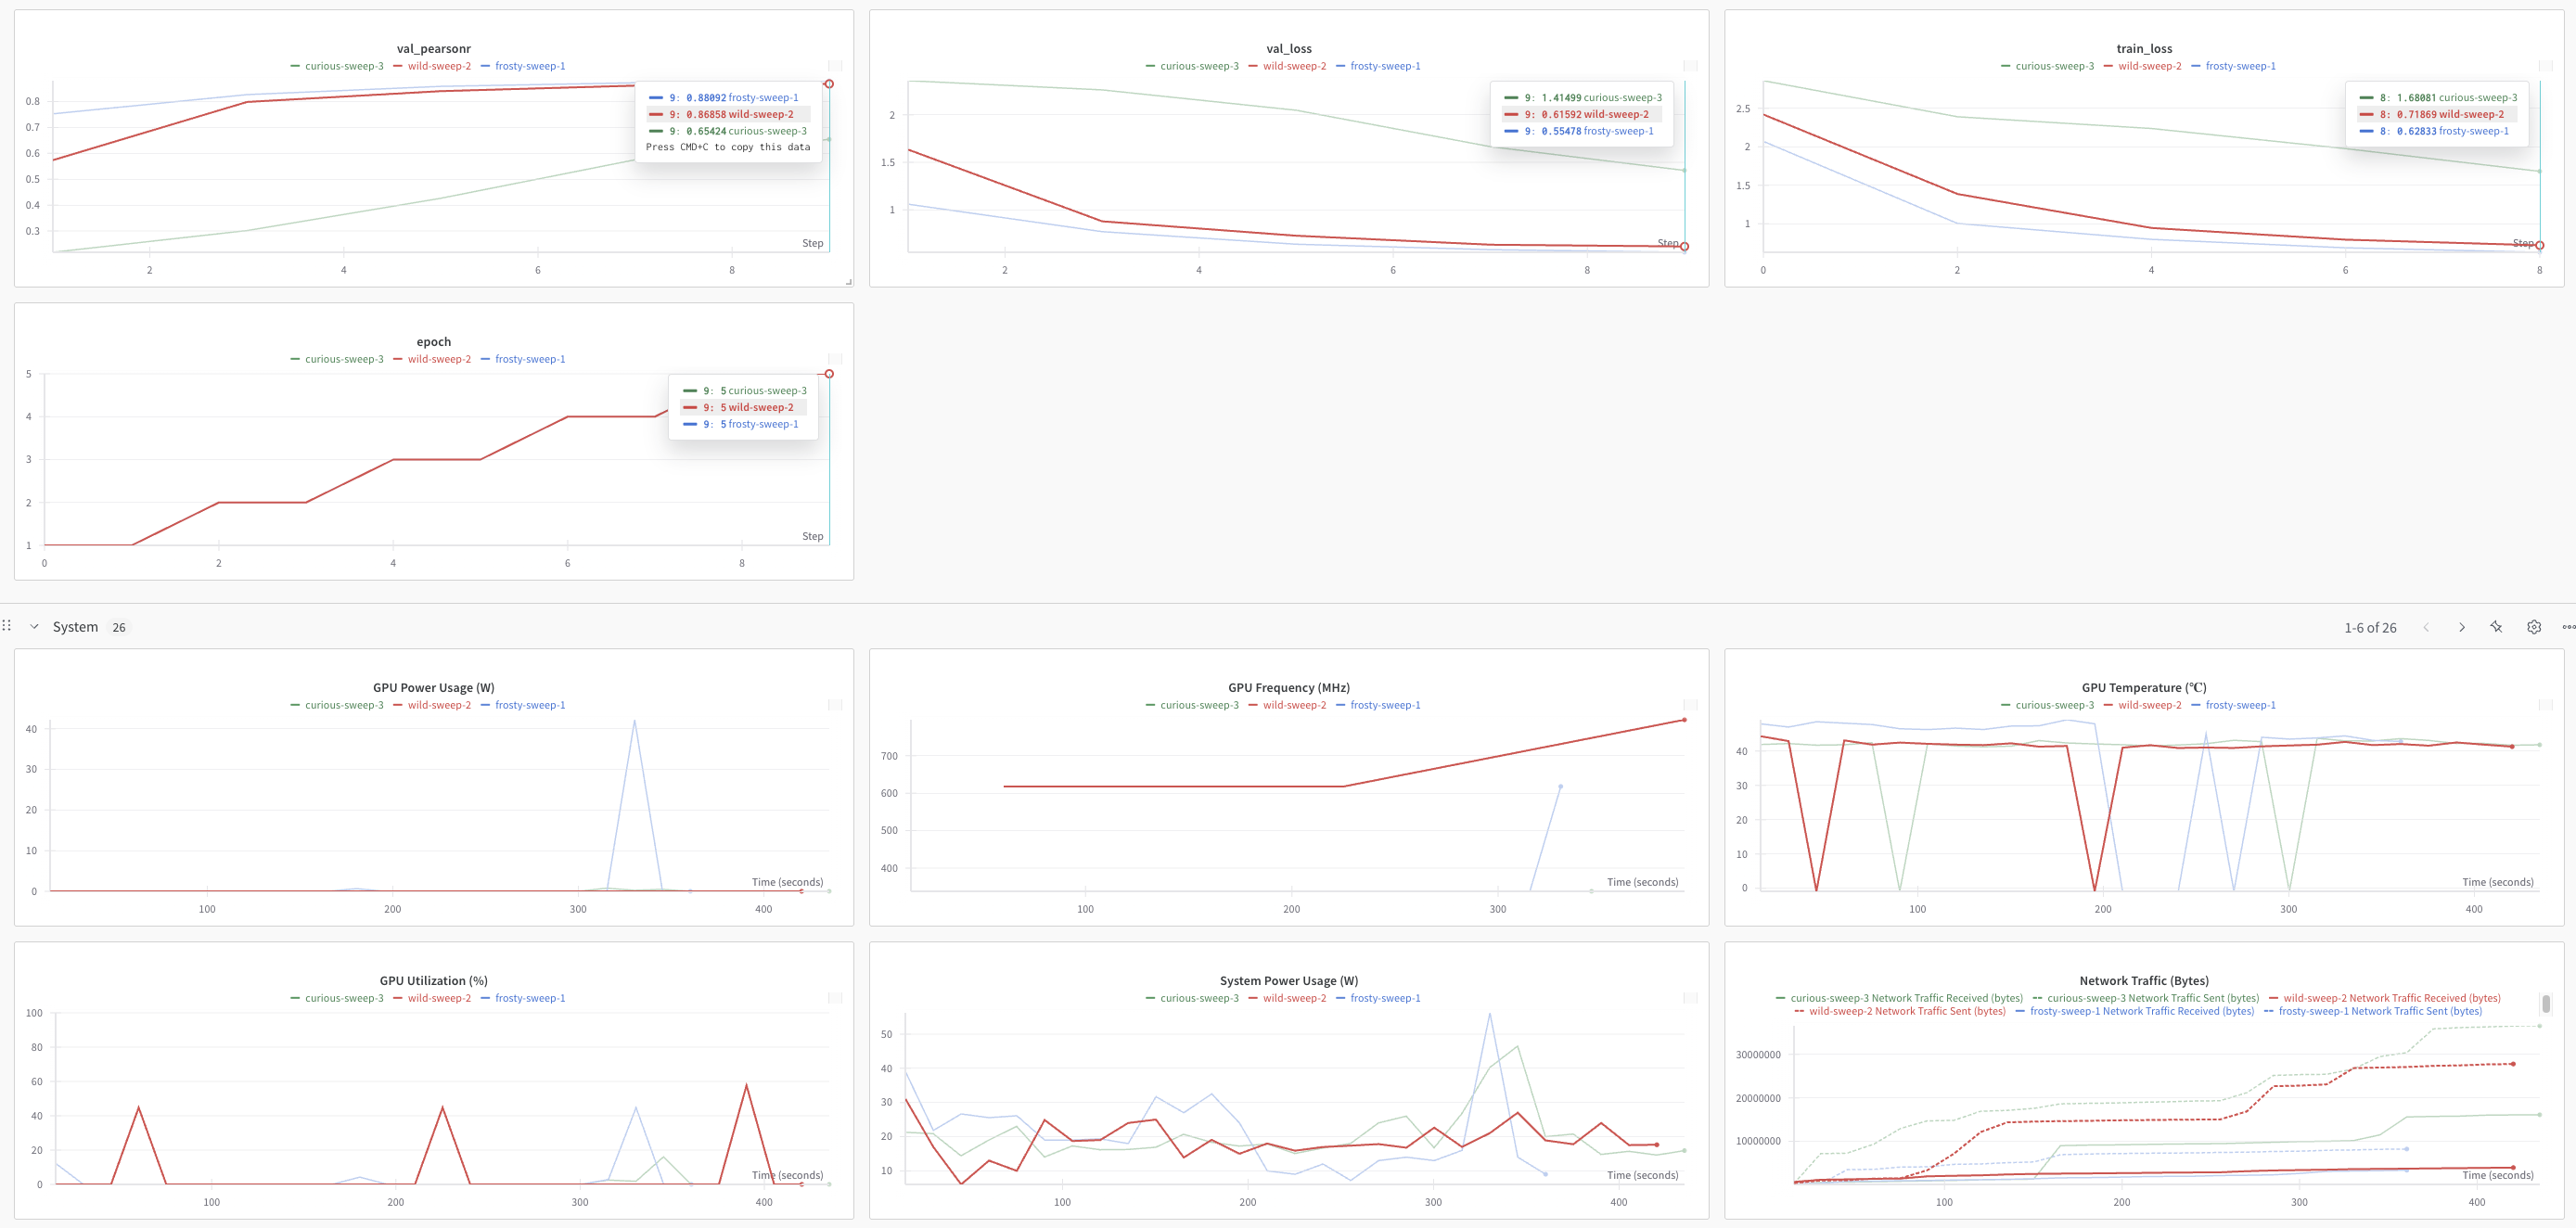 val_pearsonr
curious-sweep-3 wild-sweep-2 frosty-sweep-1
0.8
0.7
0.6
0.5
0.4
0.3
9: 0.88092 frosty-sweep-1
9: 0.86858 wild-sweep-2
9: 0.65424 curious-sweep-3
Press CMD+C to copy this data
Step
2 4 6 8
val_loss
curious-sweep-3 wild-sweep-2 frosty-sweep-1
2
1.5
1
9: 1.41499 curious-sweep-3
9: 0.61592 wild-sweep-2
9: 0.55478 frosty-sweep-1
Step
2 4 6 8
train_loss
curious-sweep-3 wild-sweep-2 frosty-sweep-1
2.5
2
1.5
1
8: 1.68081 curious-sweep-3
8: 0.71869 wild-sweep-2
8: 0.62833 frosty-sweep-1
Step
0 2 4 6 8
epoch
curious-sweep-3 wild-sweep-2 frosty-sweep-1
5
4
3
2
1
9: 5 curious-sweep-3
9: 5 wild-sweep-2
9: 5 frosty-sweep-1
Step
0 2 4 6 8
System 26
1-6 of 26
GPU Power Usage (W)
curious-sweep-3 wild-sweep-2 frosty-sweep-1
40
30
20
10
0
Time (seconds)
100 200 300 400
GPU Frequency (MHz)
curious-sweep-3 wild-sweep-2 frosty-sweep-1
700
600
500
400
Time (seconds)
100 200 300
GPU Temperature (℃)
curious-sweep-3 wild-sweep-2 frosty-sweep-1
40
30
20
10
0
Time (seconds)
100 200 300 400
GPU Utilization (%)
curious-sweep-3 wild-sweep-2 frosty-sweep-1
100
80
60
40
20
0
Time (seconds)
100 200 300 400
System Power Usage (W)
curious-sweep-3 wild-sweep-2 frosty-sweep-1
50
40
30
20
10
Time (seconds)
100 200 300 400
Network Traffic (Bytes)
curious-sweep-3 Network Traffic Received (bytes) curious-sweep-3 Network Traffic Sent (bytes) wild-sweep-2 Network Traffic Received (bytes)
wild-sweep-2 Network Traffic Sent (bytes) frosty-sweep-1 Network Traffic Received (bytes) frosty-sweep-1 Network Traffic Sent (bytes)
30000000
20000000
10000000
Time (seconds)
100 200 300 400